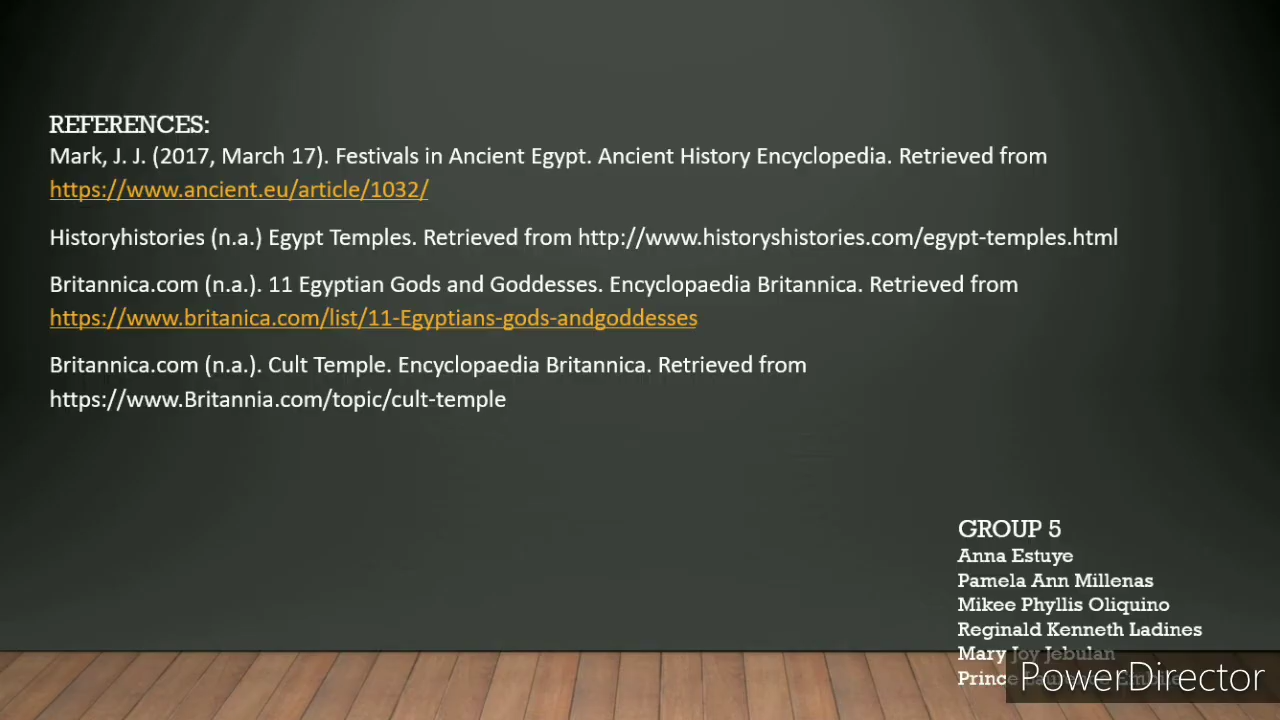 REFERENCES:
Mark, J. J. (2017, March 17). Festivals in Ancient Egypt. Ancient History Encyclopedia. Retrieved from
https://www.ancient.eu/article/1032/
Historyhistories (n.a.) Egypt Temples. Retrieved from http://www.historyshistories.com/egypt-temples.html
Britannica.com (n.a.). 11 Egyptian Gods and Goddesses. Encyclopaedia Britannica. Retrieved from
https://www.britanica.com/list/11-Egyptians-gods-andgoddesses
Britannica.com (n.a.). Cult Temple. Encyclopaedia Britannica. Retrieved from
https://www.Britannia.com/topic/cult-temple
GROUP 5
Anna Estuye
Pamela Ann Millenas
Mikee Phyllis Oliquino
Reginald Kenneth Ladines
Mary Joy Jebulan
Prince
PowerDirector